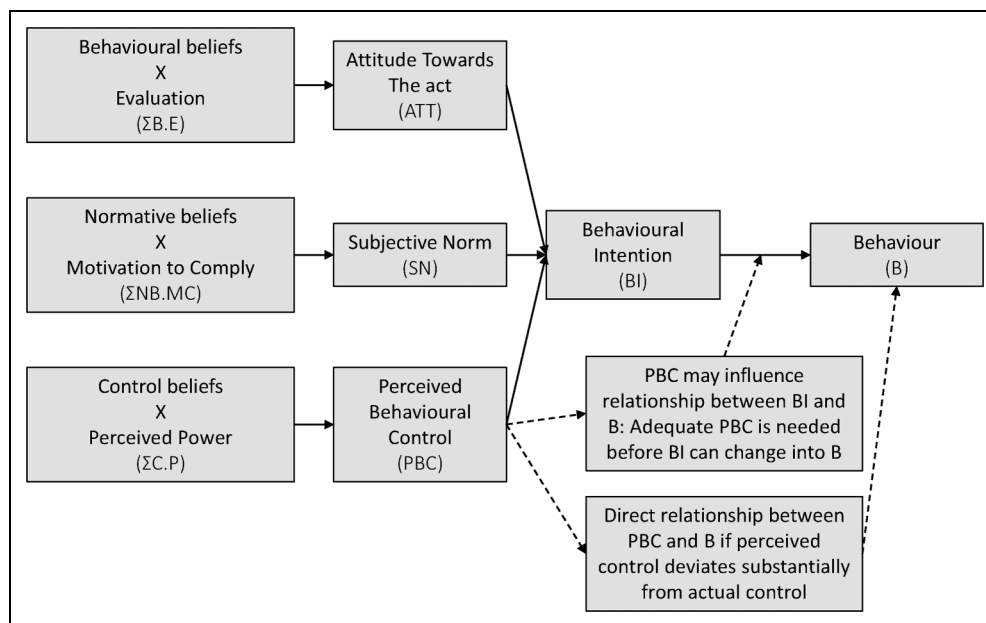 Behavioural beliefs
X
Evaluation
(ΣB.E)
Attitude Towards
The act
(ATT)
Normative beliefs
X
Motivation to Comply
(ΣNB.MC)
Subjective Norm
(SN)
Behavioural
Intention
(BI)
Behaviour
(B)
Control beliefs
X
Perceived Power
(ΣC.P)
Perceived
Behavioural
Control
(PBC)
PBC may influence
relationship between BI and
B: Adequate PBC is needed
before BI can change into B
Direct relationship between
PBC and B if perceived
control deviates substantially
from actual control